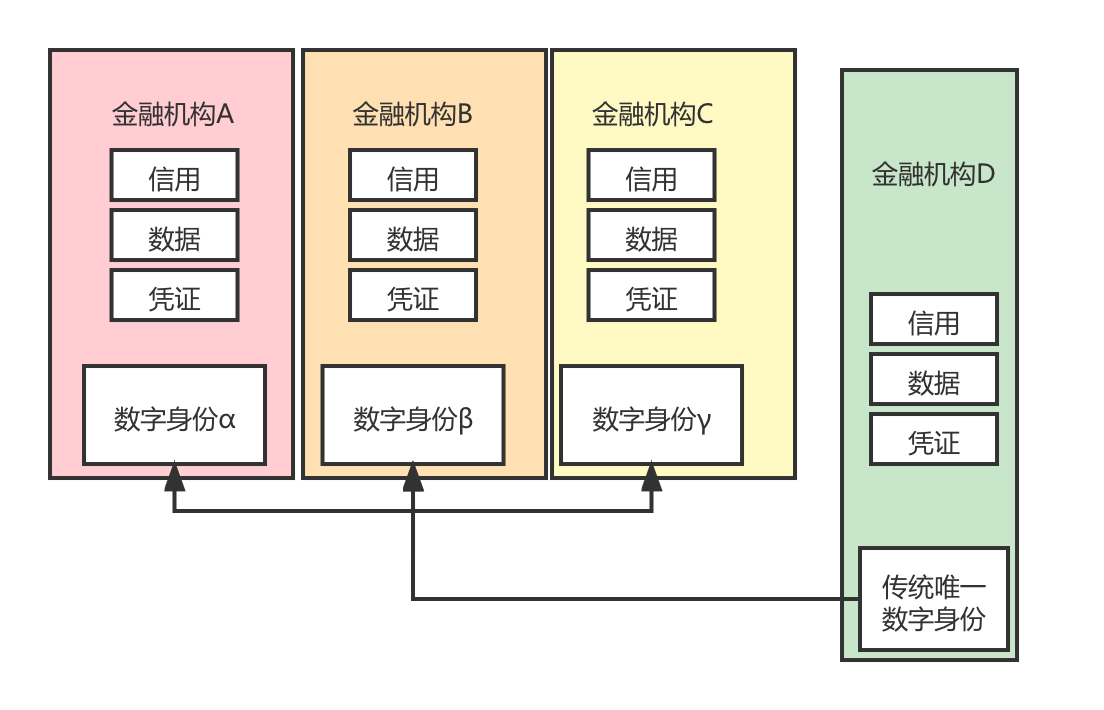 金融机构A
信用
数据
凭证
数字身份α
金融机构B
信用
数据
凭证
数字身份β
金融机构C
信用
数据
凭证
数字身份γ
金融机构D
信用
数据
凭证
传统唯一
数字身份